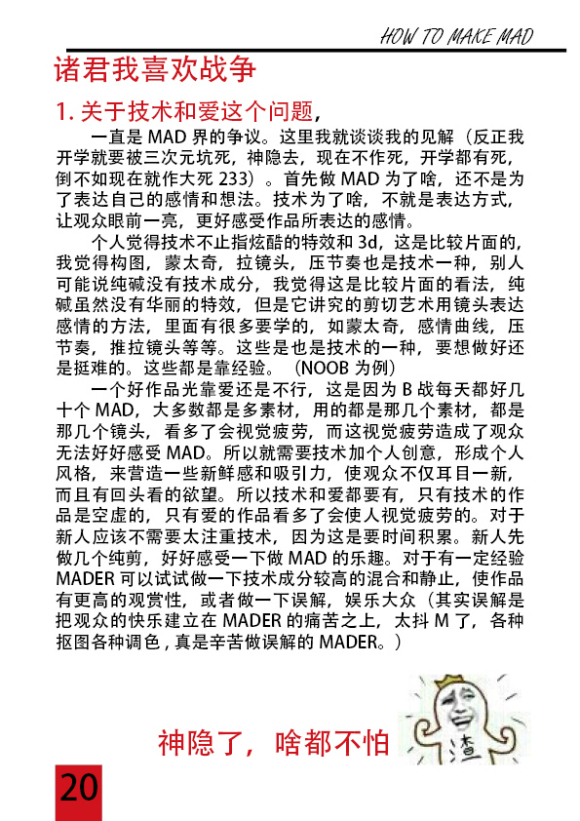 HOW TO MAKE MAD
诸君我喜欢战争
1. 关于技术和爱这个问题，
一直是 MAD 界的争议。这里我就谈谈我的见解（反正我
开学就要被三次元坑死，神隐去，现在不作死，开学都有死，
倒不如现在就作大死 233）。首先做 MAD 为了啥，还不是为
了表达自己的感情和想法。技术为了啥，不就是表达方式，
让观众眼前一亮，更好感受作品所表达的感情。
个人觉得技术不止指炫酷的特效和 3d，这是比较片面的，
我觉得构图，蒙太奇，拉镜头，压节奏也是技术一种，别人
可能说纯碱没有技术成分，我觉得这是比较片面的看法，纯
碱虽然没有华丽的特效，但是它讲究的剪切艺术用镜头表达
感情的方法，里面有很多要学的，如蒙太奇，感情曲线，压
节奏，推拉镜头等等。这些是也是技术的一种，要想做好还
是挺难的。这些都是靠经验。（NOOB 为例）
一个好作品光靠爱还是不行，这是因为 B 战每天都好几
十个 MAD，大多数都是多素材，用的都是那几个素材，都是
那几个镜头，看多了会视觉疲劳，而这视觉疲劳造成了观众
无法好好感受 MAD。所以就需要技术加个人创意，形成个人
风格，来营造一些新鲜感和吸引力，使观众不仅耳目一新，
而且有回头看的欲望。所以技术和爱都要有，只有技术的作
品是空虚的，只有爱的作品看多了会使人视觉疲劳的。对于
新人应该不需要太注重技术，因为这是要时间积累。新人先
做几个纯剪，好好感受一下做 MAD 的乐趣。对于有一定经验
MADER 可以试试做一下技术成分较高的混合和静止，使作品
有更高的观赏性，或者做一下误解，娱乐大众（其实误解是
把观众的快乐建立在 MADER 的痛苦之上，太抖 M 了，各种
抠图各种调色 , 真是辛苦做误解的 MADER。）
神隐了，啥都不怕
渣
20